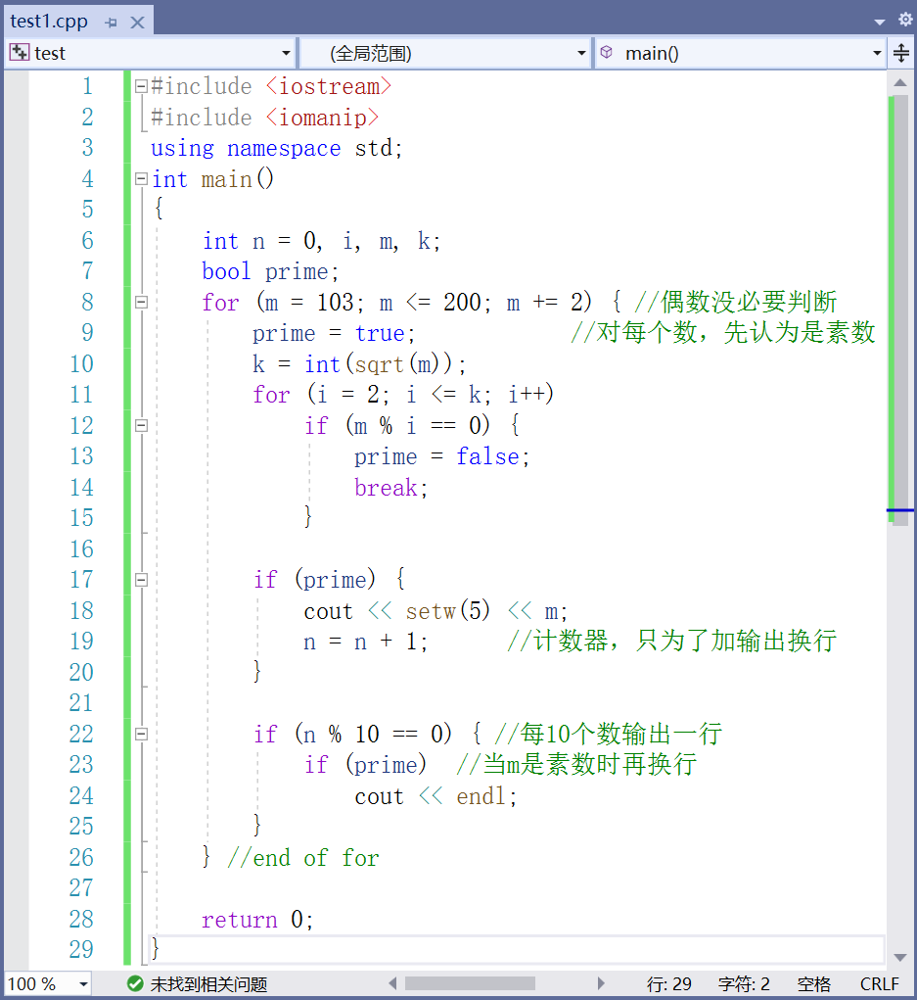 test1.cpp
test (全局范围) main()
1 #include <iostream>
2 #include <iomanip>
3 using namespace std;
4 int main()
5 {
6     int n = 0, i, m, k;
7     bool prime;
8     for (m = 103; m <= 200; m += 2) { //偶数没必要判断
9         prime = true;            //对每个数，先认为是素数
10         k = int(sqrt(m));
11         for (i = 2; i <= k; i++)
12             if (m % i == 0) {
13                 prime = false;
14                 break;
15             }
16
17         if (prime) {
18             cout << setw(5) << m;
19             n = n + 1;      //计数器，只为了加输出换行
20         }
21
22         if (n % 10 == 0) { //每10个数输出一行
23             if (prime)  //当m是素数时再换行
24                 cout << endl;
25         }
26     } //end of for
27
28     return 0;
29 }
100 % 未找到相关问题 行: 29 字符: 2 空格 CRLF